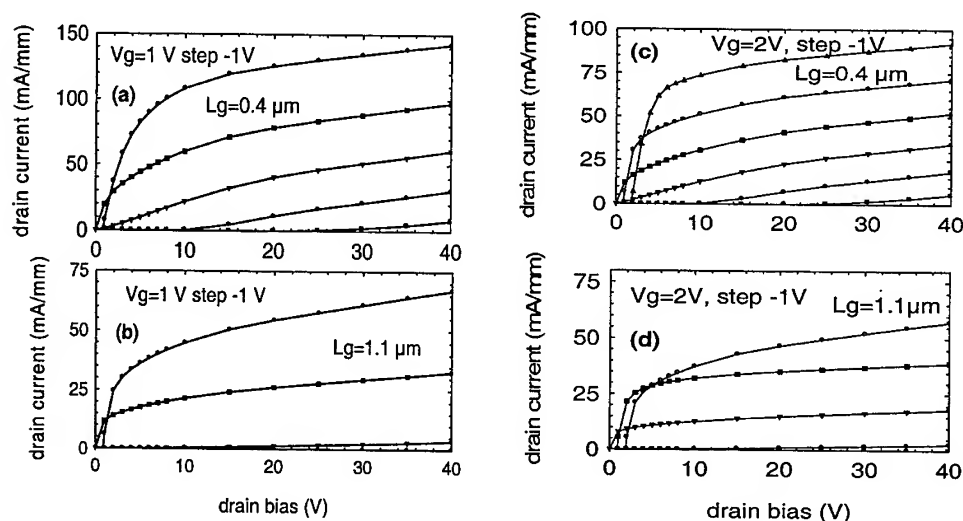 drain current (mA/mm)
150
100
50
0
Vg=1 V step -1V
(a)
Lg=0.4 µm
0 10 20 30 40
drain current (mA/mm)
100
75
50
25
0
Vg=2V, step -1V
(c)
Lg=0.4 µm
0 10 20 30 40
drain current (mA/mm)
75
50
25
0
Vg=1 V step -1 V
(b)
Lg=1.1 µm
0 10 20 30 40
drain bias (V)
drain current (mA/mm)
75
50
25
0
Vg=2V, step -1V
Lg=1.1µm
(d)
0 10 20 30 40
drain bias (V)